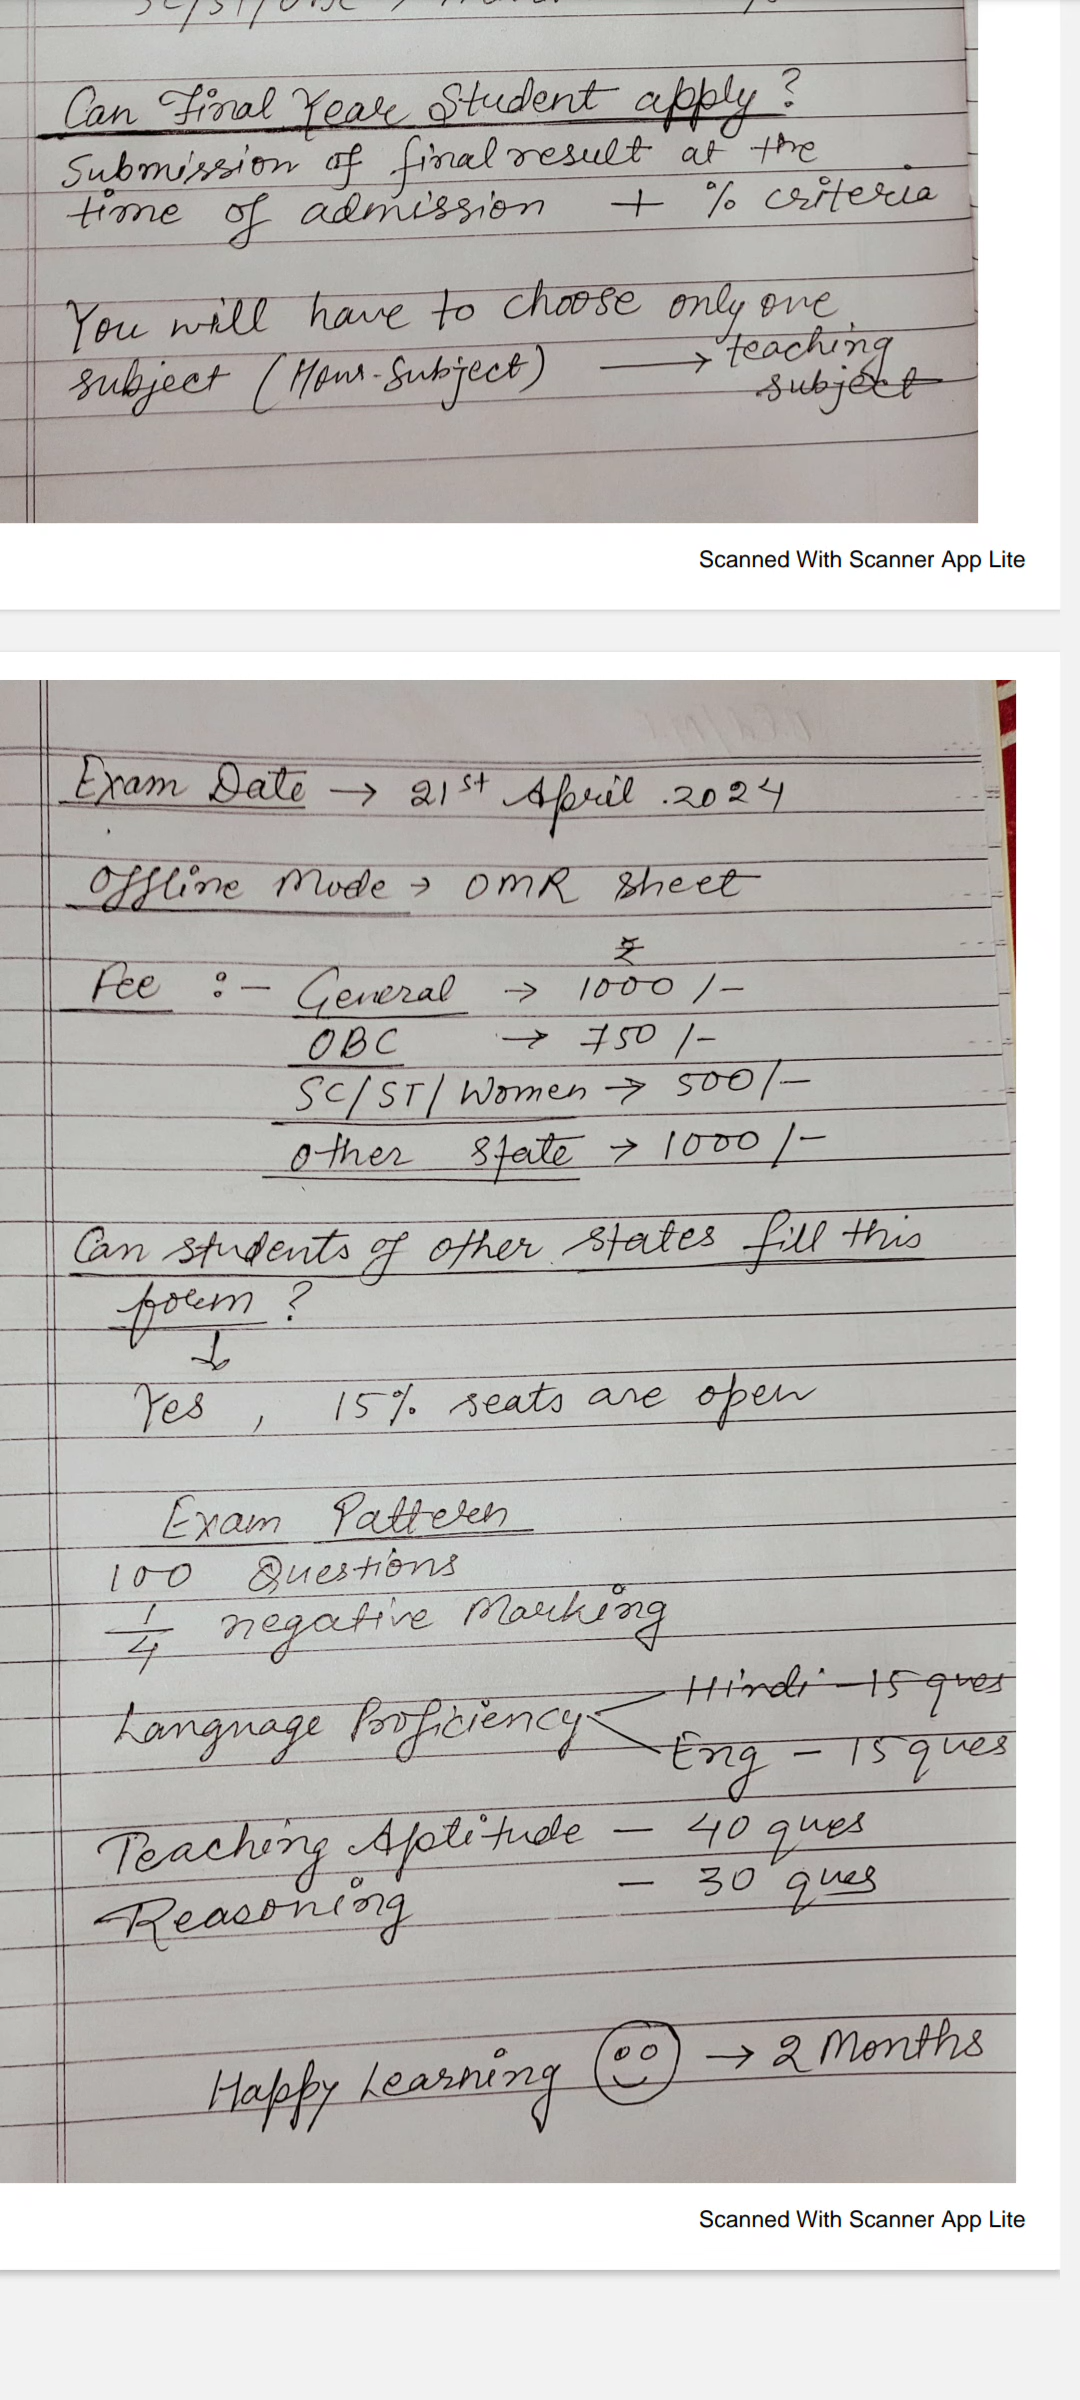 Can Final Year Student apply ?
Submission of final result at the
time of admission + % criteria
You will have to choose only one
subject (Hons-Subject) → teaching
subject
Scanned With Scanner App Lite
Exam Date → 21st April 2024
Offline Mode → OMR Sheet
₹
Fee :- General → 1000/-
OBC → 750/-
SC/ST/Women → 500/-
Other State → 1000/-
Can students of other states fill this
form ?
↓
Yes, 15% seats are open
Exam Pattern
100 Questions
1/4 negative Marking
Language Proficiency Hindi - 15 ques
Eng - 15 ques
Teaching Aptitude - 40 ques
Reasoning - 30 ques
Happy Learning → 2 Months
Scanned With Scanner App Lite